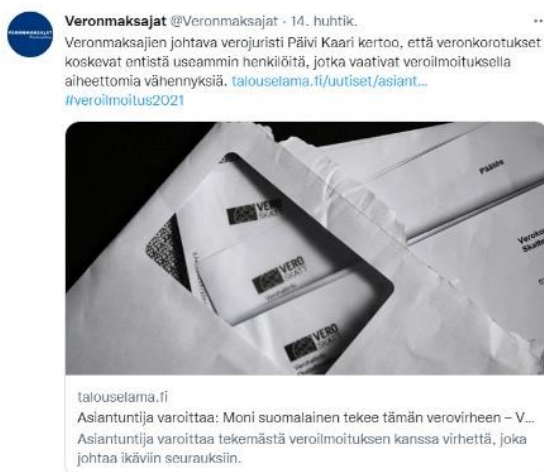 Veronmaksajat @Veronmaksajat · 14. huhtik.
Veronmaksajien johtava verojuristi Päivi Kaari kertoo, että veronkorotukset
koskevat entistä useammin henkilöitä, jotka vaativat veroilmoituksella
aiheettomia vähennyksiä. talouselama.fi/uutiset/asiant...
#veroilmoitus2021
VERO
SKATT
Päätös
VERO
SKATT
VERO
SKATT
talouselama.fi
Asiantuntija varoittaa: Moni suomalainen tekee tämän verovirheen – V...
Asiantuntija varoittaa tekemästä veroilmoituksen kanssa virhettä, joka
johtaa ikäviin seurauksiin.